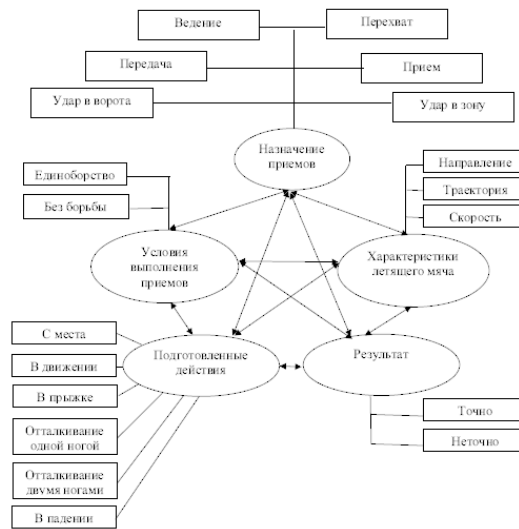 Ведение
Перехват
Передача
Прием
Удар в ворота
Удар в зону
Назначение
приемов
Единоборство
Без борьбы
Направление
Траектория
Скорость
Условия
выполнения
приемов
Характеристики
летящего мяча
С места
В движении
В прыжке
Отталкивание
одной ногой
Отталкивание
двумя ногами
В падении
Подготовленные
действия
Результат
Точно
Неточно